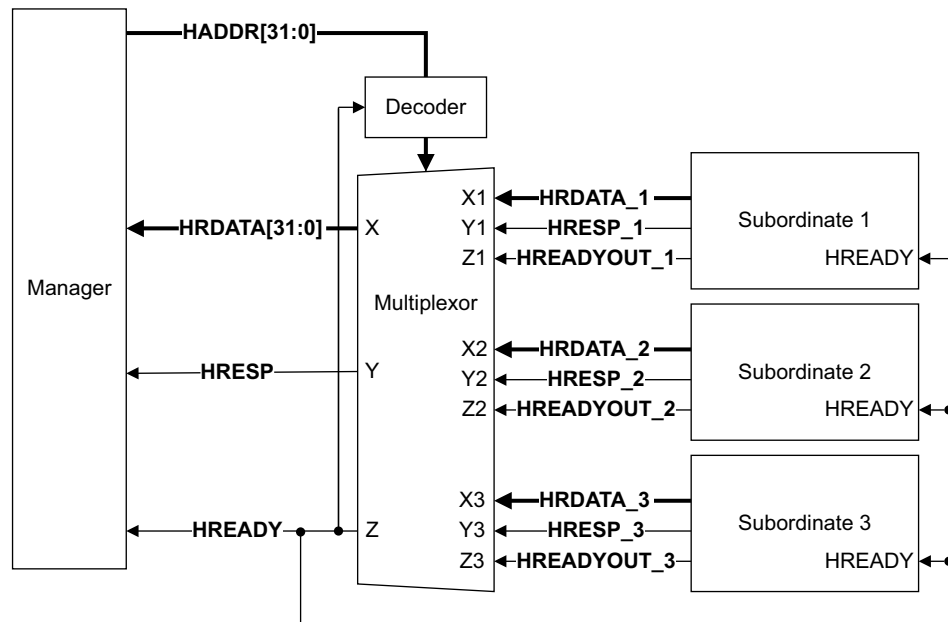 HADDR[31:0]
Decoder
Manager
HRDATA[31:0]
HRESP
HREADY
Multiplexor
X
Y
Z
X1
Y1
Z1
X2
Y2
Z2
X3
Y3
Z3
HRDATA_1
HRESP_1
HREADYOUT_1
HRDATA_2
HRESP_2
HREADYOUT_2
HRDATA_3
HRESP_3
HREADYOUT_3
Subordinate 1
HREADY
Subordinate 2
HREADY
Subordinate 3
HREADY